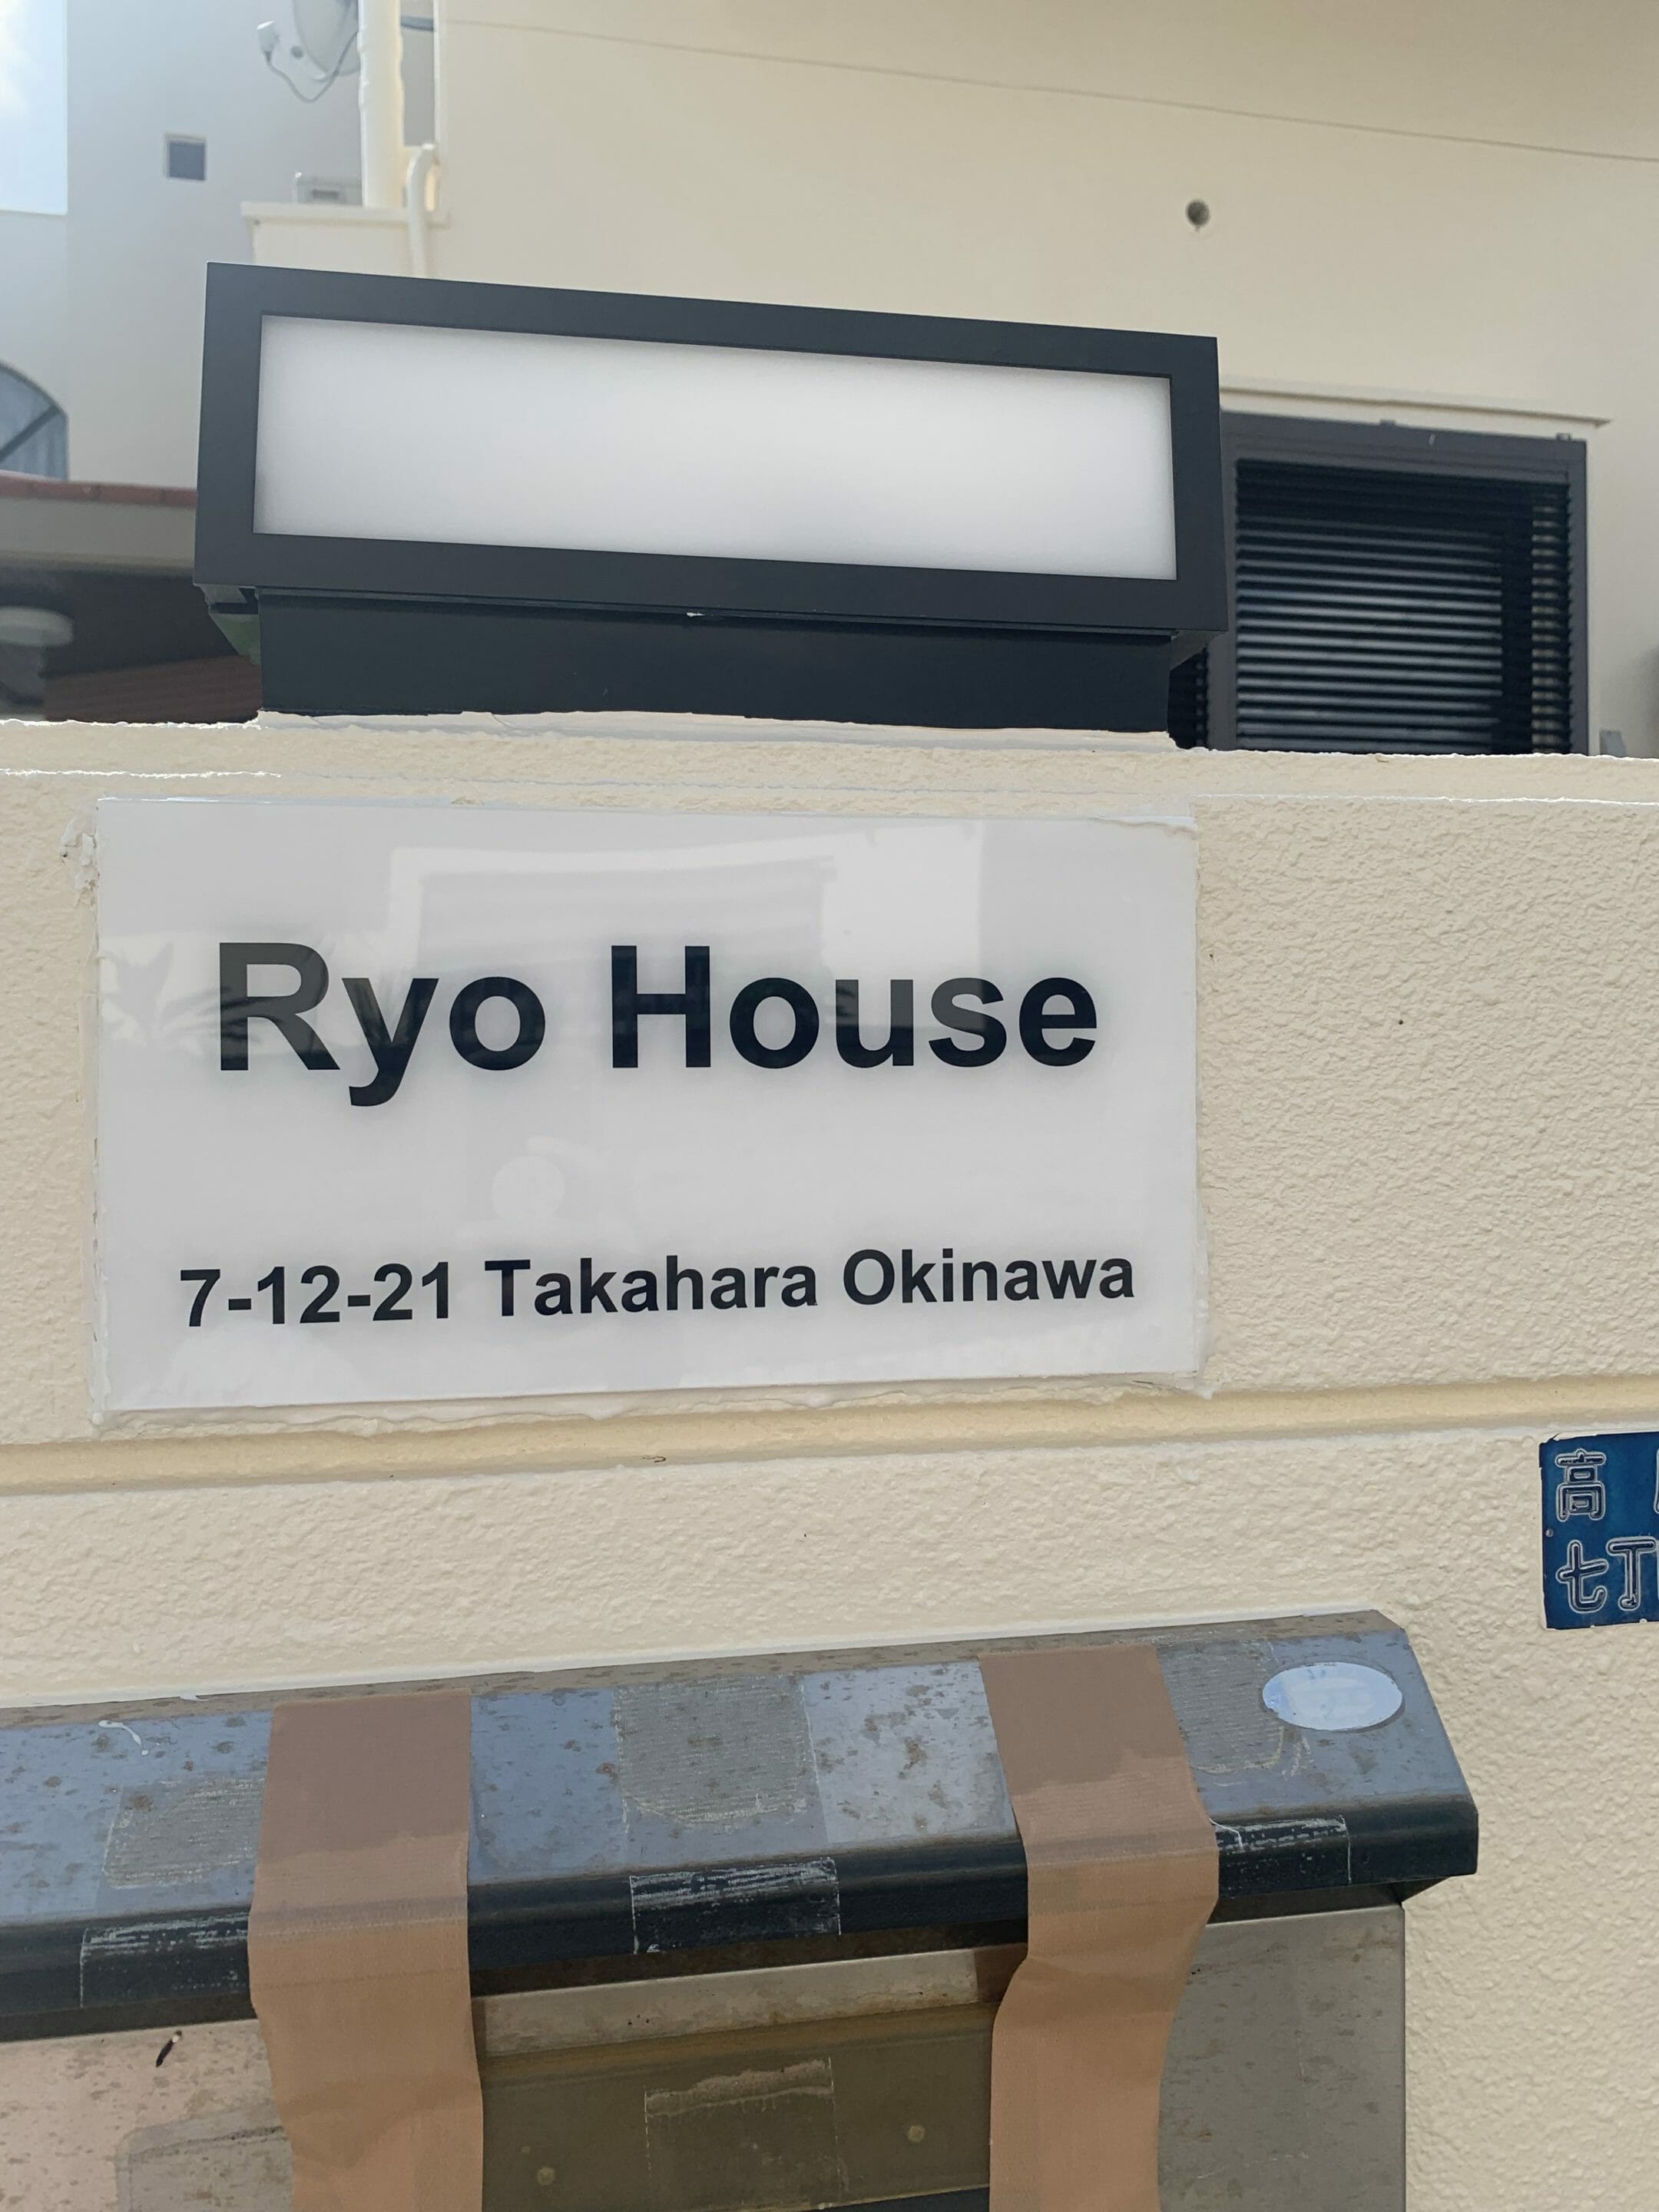 Ryo House
7-12-21 Takahara Okinawa
高
七丁